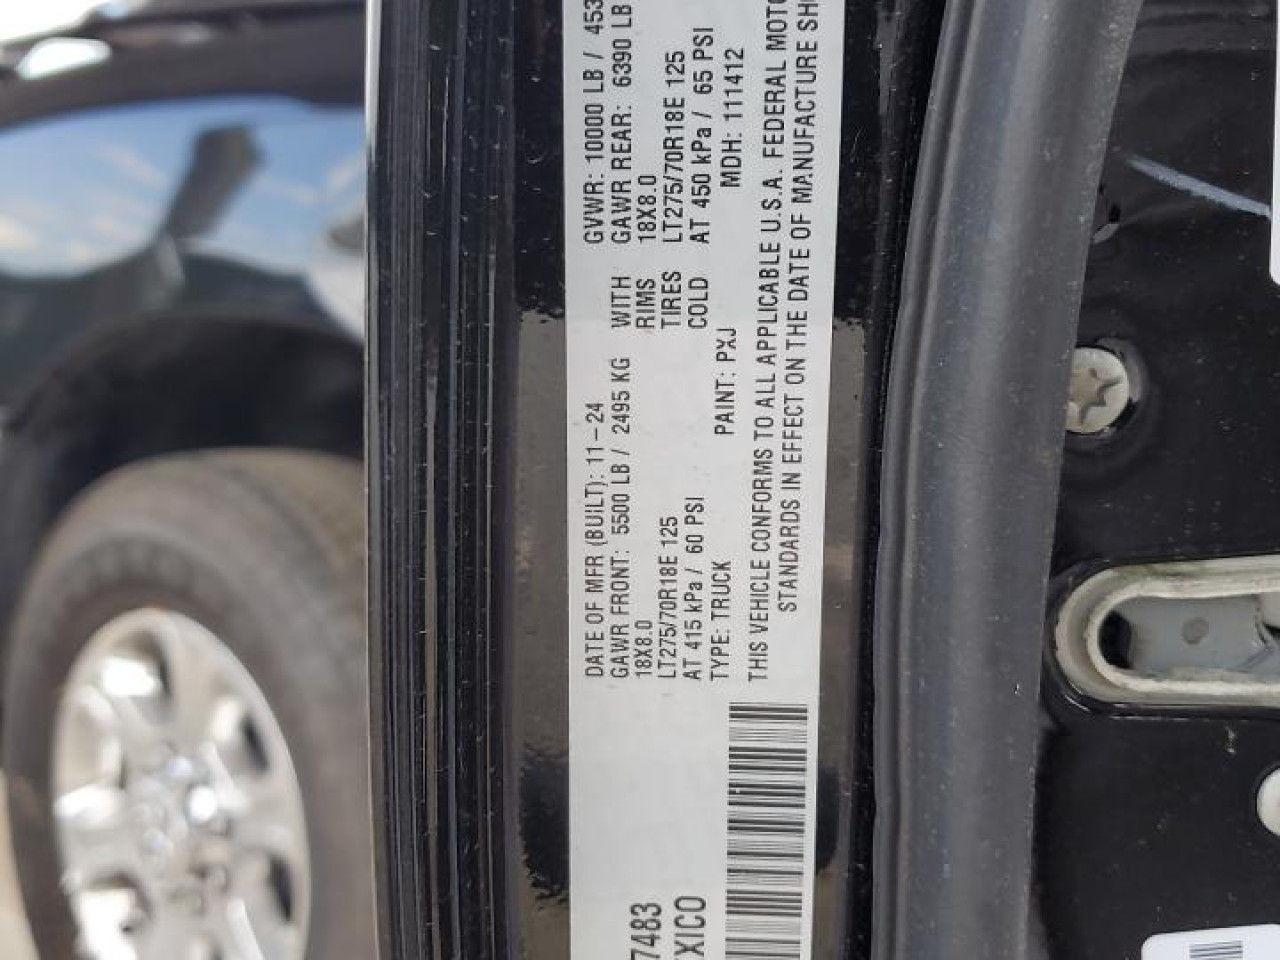 DATE OF MFR (BUILT): 11-24 GVWR: 10000 LB / 453
GAWR FRONT: 5500 LB / 2495 KG WITH GAWR REAR: 6390 LB
18X8.0 RIMS 18X8.0
LT275/70R18E 125 TIRES LT275/70R18E 125
AT 415 kPa / 60 PSI COLD AT 450 kPa / 65 PSI
TYPE: TRUCK PAINT: PXJ MDH: 111412
THIS VEHICLE CONFORMS TO ALL APPLICABLE U.S.A. FEDERAL MOTO
STANDARDS IN EFFECT ON THE DATE OF MANUFACTURE SH
7483
XICO